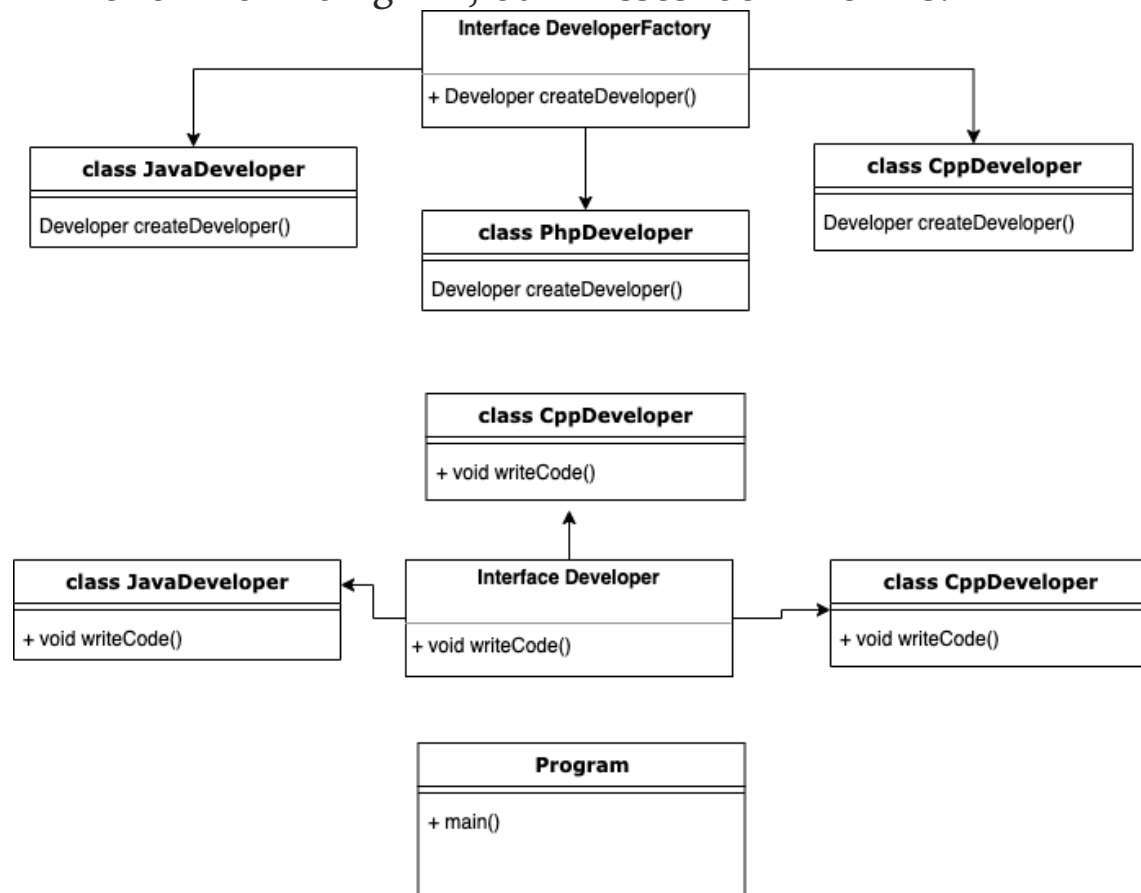 Interface DeveloperFactory
+ Developer createDeveloper()
class JavaDeveloper
Developer createDeveloper()
class PhpDeveloper
Developer createDeveloper()
class CppDeveloper
Developer createDeveloper()
class CppDeveloper
+ void writeCode()
class JavaDeveloper
+ void writeCode()
Interface Developer
+ void writeCode()
class CppDeveloper
+ void writeCode()
Program
+ main()